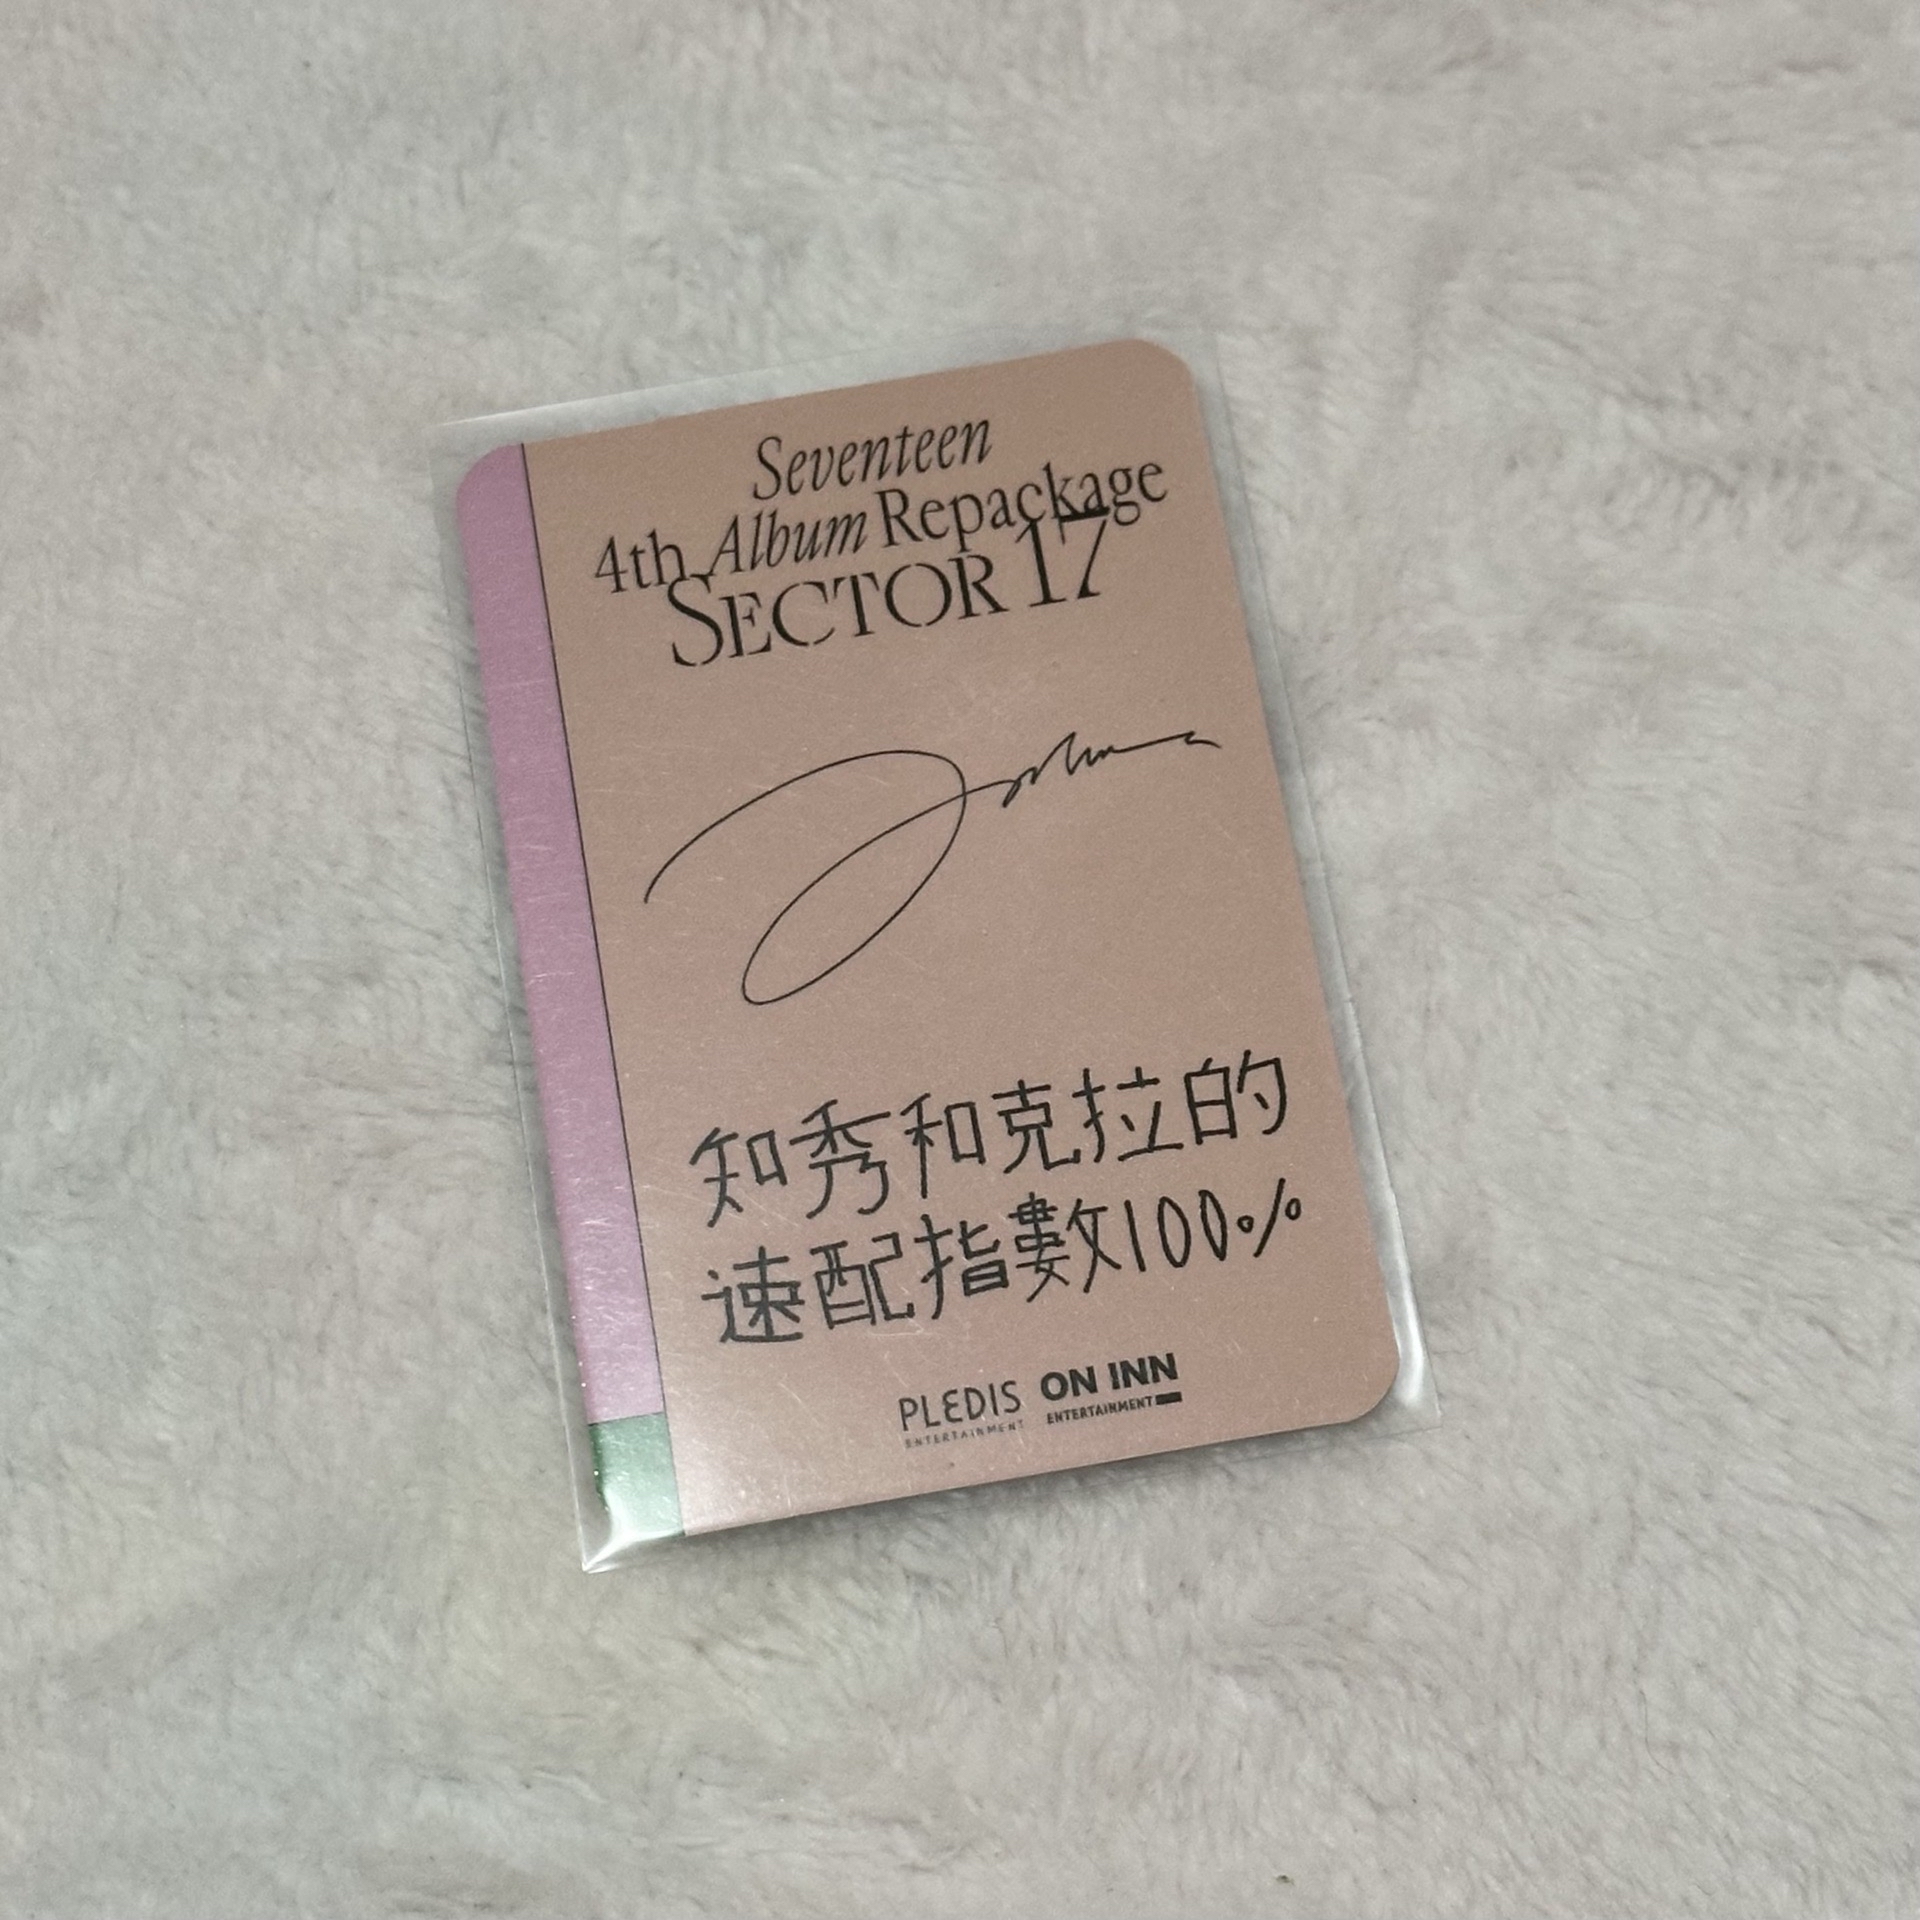 Seventeen
4th Album Repackage
SECTOR 17
Joshua
知秀和克拉的
速配指數100%
PLEDIS ON INN
ENTERTAINMENT ENTERTAINMENT